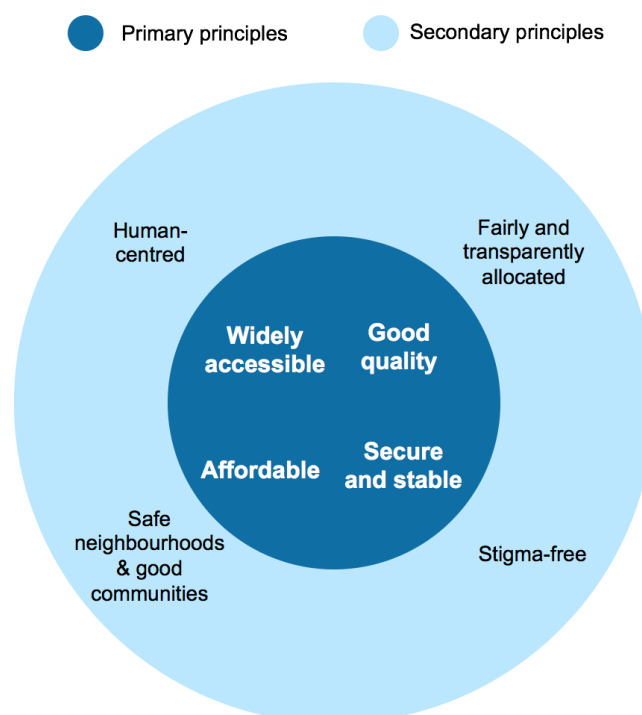 Primary principles
Secondary principles
Human-
centred
Fairly and
transparently
allocated
Widely
accessible
Good
quality
Affordable
Secure
and stable
Safe
neighbourhoods
& good
communities
Stigma-free